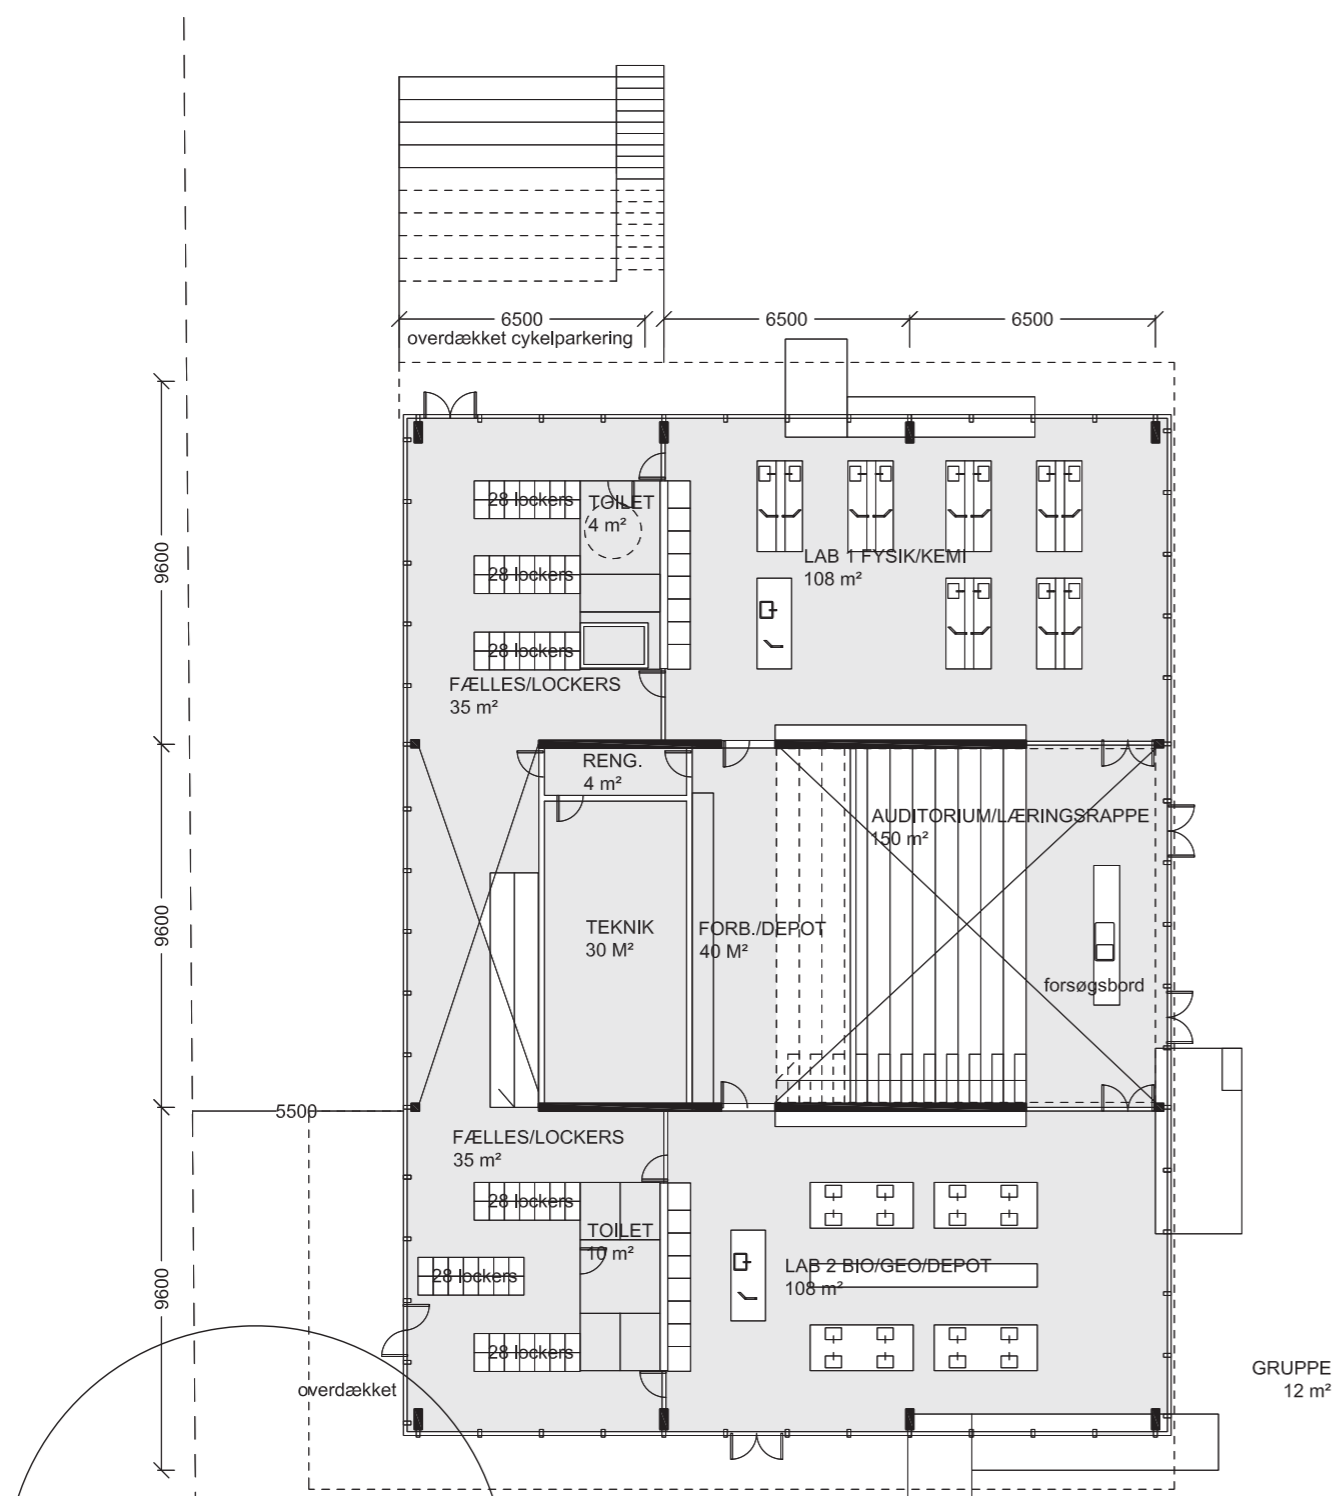 6500
6500
6500
overdækket cykelparkering
9600
28 lockers
TOILET
4 m²
LAB 1 FYSIK/KEMI
108 m²
28 lockers
28 lockers
FÆLLES/LOCKERS
35 m²
RENG.
4 m²
AUDITORIUM/LÆRINGSRAPPE
150 m²
9600
TEKNIK
30 M²
FORB./DEPOT
40 M²
forsøgsbord
5500
FÆLLES/LOCKERS
35 m²
28 lockers
TOILET
10 m²
LAB 2 BIO/GEO/DEPOT
108 m²
28 lockers
9600
28 lockers
overdækket
GRUPPE
12 m²